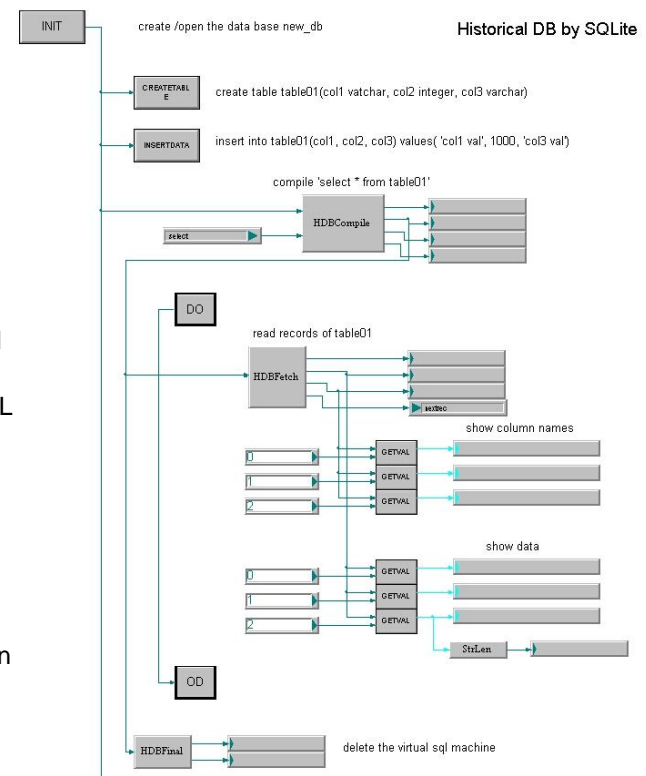 INIT
create /open the data base new_db
Historical DB by SQLite
CREATETABL
E
create table table01(col1 vatchar, col2 integer, col3 varchar)
INSERTDATA
insert into table01(col1, col2, col3) values( 'col1 val', 1000, 'col3 val')
compile 'select * from table01'
HDBCompile
select
DO
read records of table01
L
HDBFetch
nextrec
show column names
0
GETVAL
1
GETVAL
2
GETVAL
show data
0
GETVAL
1
GETVAL
2
GETVAL
StrLen
n
OD
HDBFinal
delete the virtual sql machine